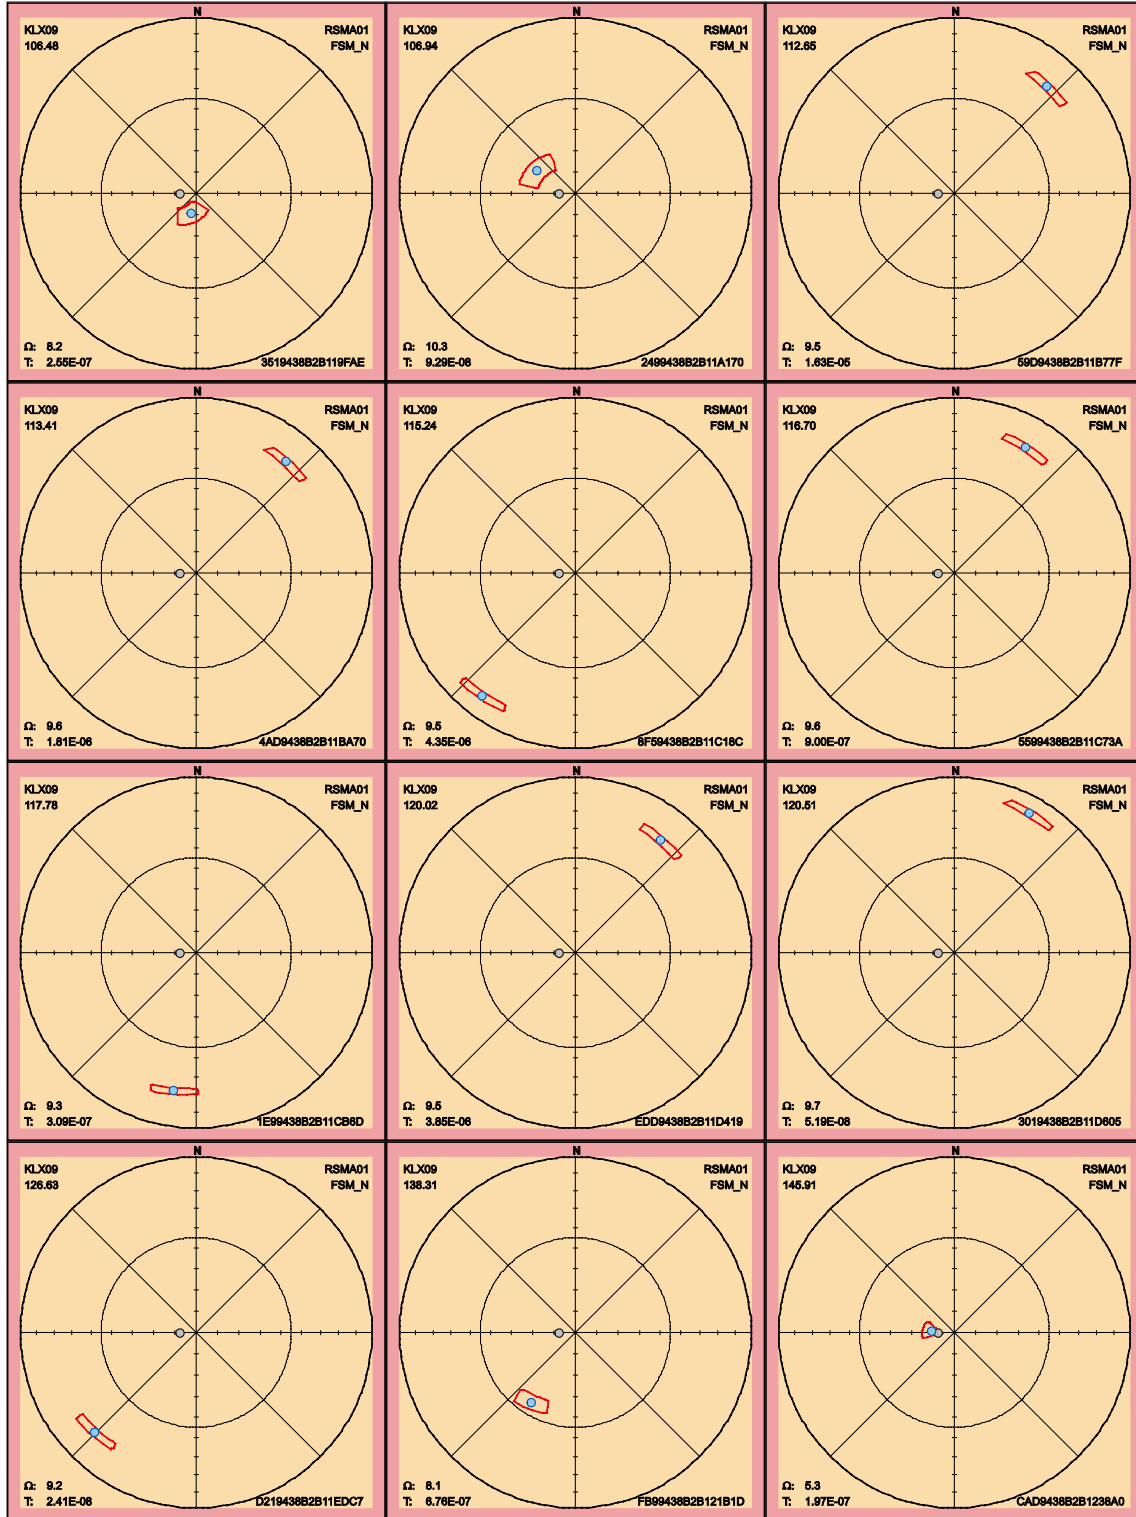 N
KLX09 RSMA01
106.48 FSM_N
Ω: 8.2
T: 2.55E-07 3519438B2B119FAE
N
KLX09 RSMA01
106.94 FSM_N
Ω: 10.3
T: 9.29E-08 2499438B2B11A170
N
KLX09 RSMA01
112.65 FSM_N
Ω: 9.5
T: 1.63E-05 59D9438B2B11B77F
N
KLX09 RSMA01
113.41 FSM_N
Ω: 9.6
T: 1.81E-06 4AD9438B2B11BA70
N
KLX09 RSMA01
115.24 FSM_N
Ω: 9.5
T: 4.35E-06 8F59438B2B11C18C
N
KLX09 RSMA01
116.70 FSM_N
Ω: 9.6
T: 9.00E-07 5599438B2B11C73A
N
KLX09 RSMA01
117.78 FSM_N
Ω: 9.3
T: 3.09E-07 1E99438B2B11CB6D
N
KLX09 RSMA01
120.02 FSM_N
Ω: 9.5
T: 3.85E-06 EDD9438B2B11D419
N
KLX09 RSMA01
120.51 FSM_N
Ω: 9.7
T: 5.19E-08 3019438B2B11D605
N
KLX09 RSMA01
126.63 FSM_N
Ω: 9.2
T: 2.41E-08 D219438B2B11EDC7
N
KLX09 RSMA01
138.31 FSM_N
Ω: 8.1
T: 6.76E-07 FB99438B2B121B1D
N
KLX09 RSMA01
145.91 FSM_N
Ω: 5.3
T: 1.97E-07 CAD9438B2B1238A0